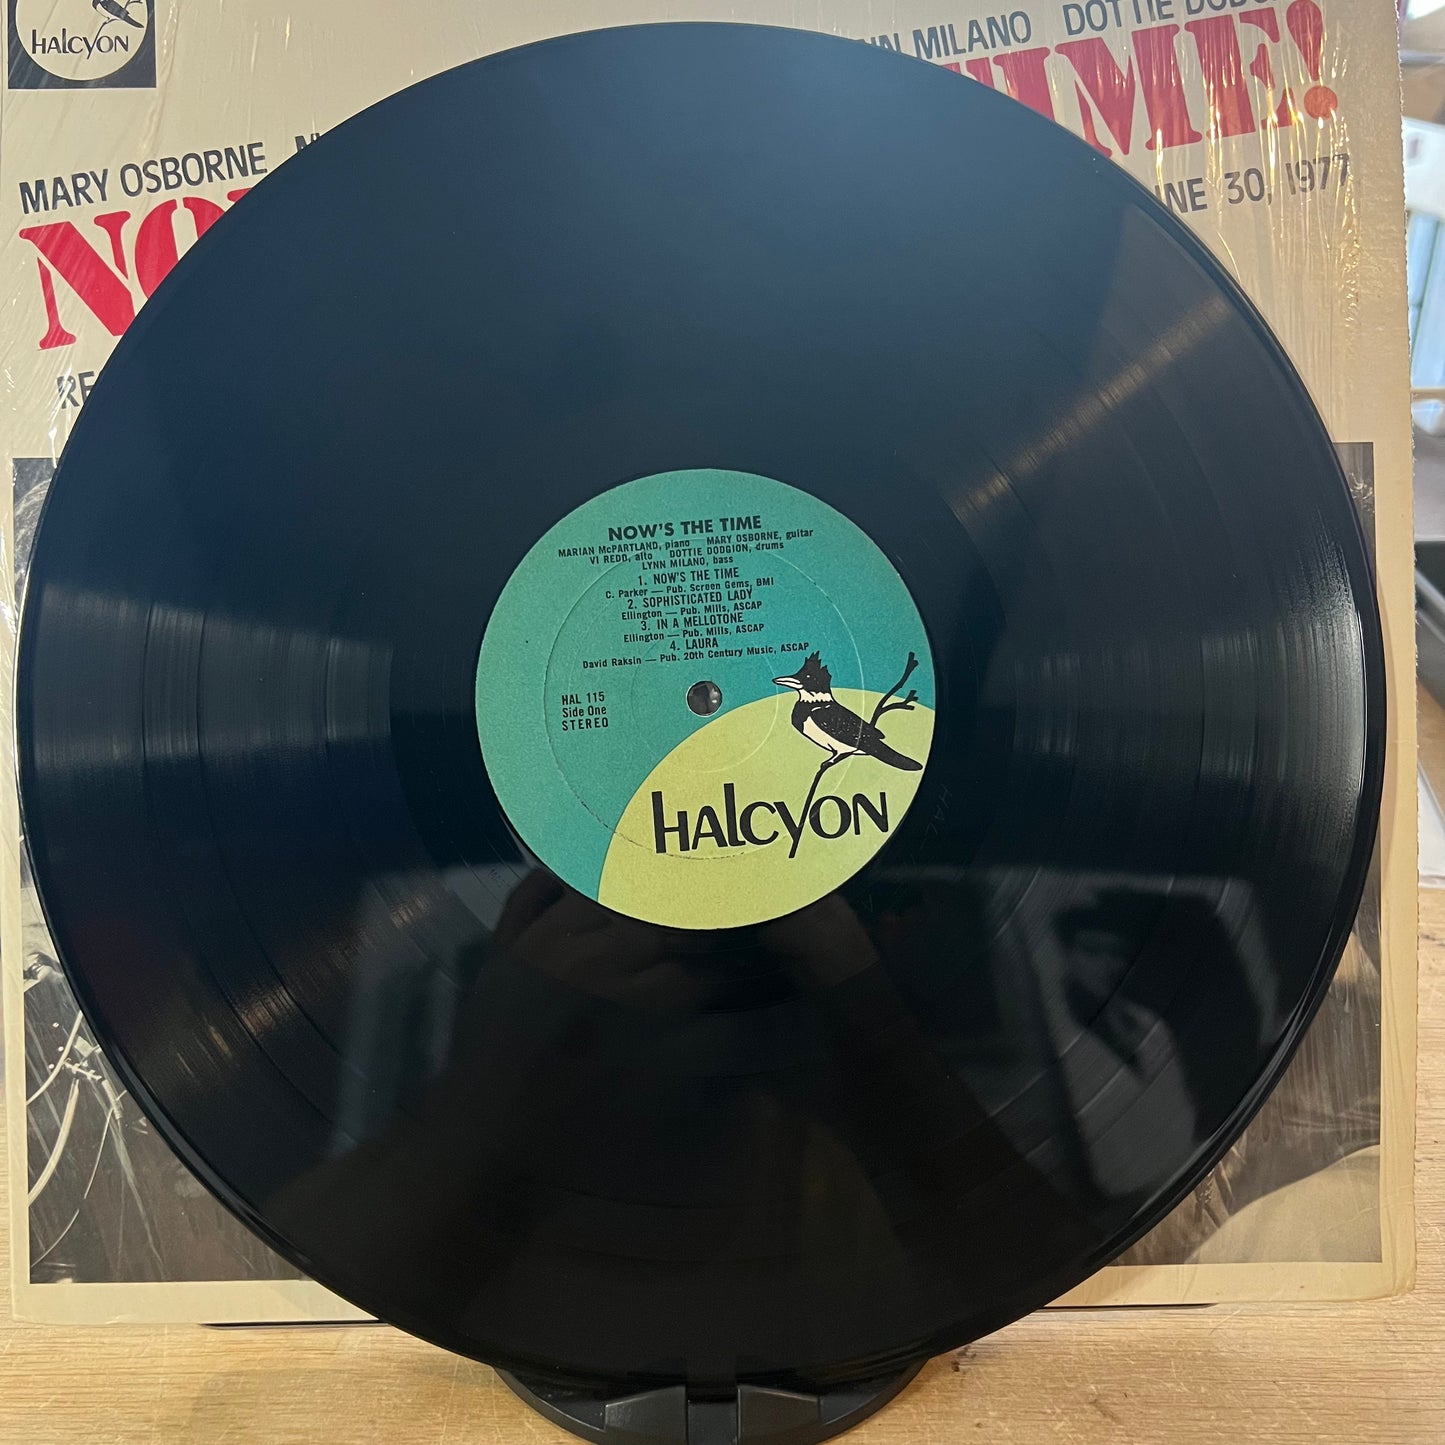 HALCYON
NN MILANO DOTTIE DODG
MARY OSBORNE
TIME!
NO
UNE 30, 1977
RE
NOW'S THE TIME
MARIAN McPARTLAND, piano MARY OSBORNE, guitar
VI REDD, alto DOTTIE DODGION, drums
LYNN MILANO, bass
1. NOW'S THE TIME
C. Parker — Pub. Screen Gems, BMI
2. SOPHISTICATED LADY
Ellington — Pub. Mills, ASCAP
3. IN A MELLOTONE
Ellington — Pub. Mills, ASCAP
4. LAURA
David Raksin — Pub. 20th Century Music, ASCAP
HAL 115
Side One
STEREO
HALCYON